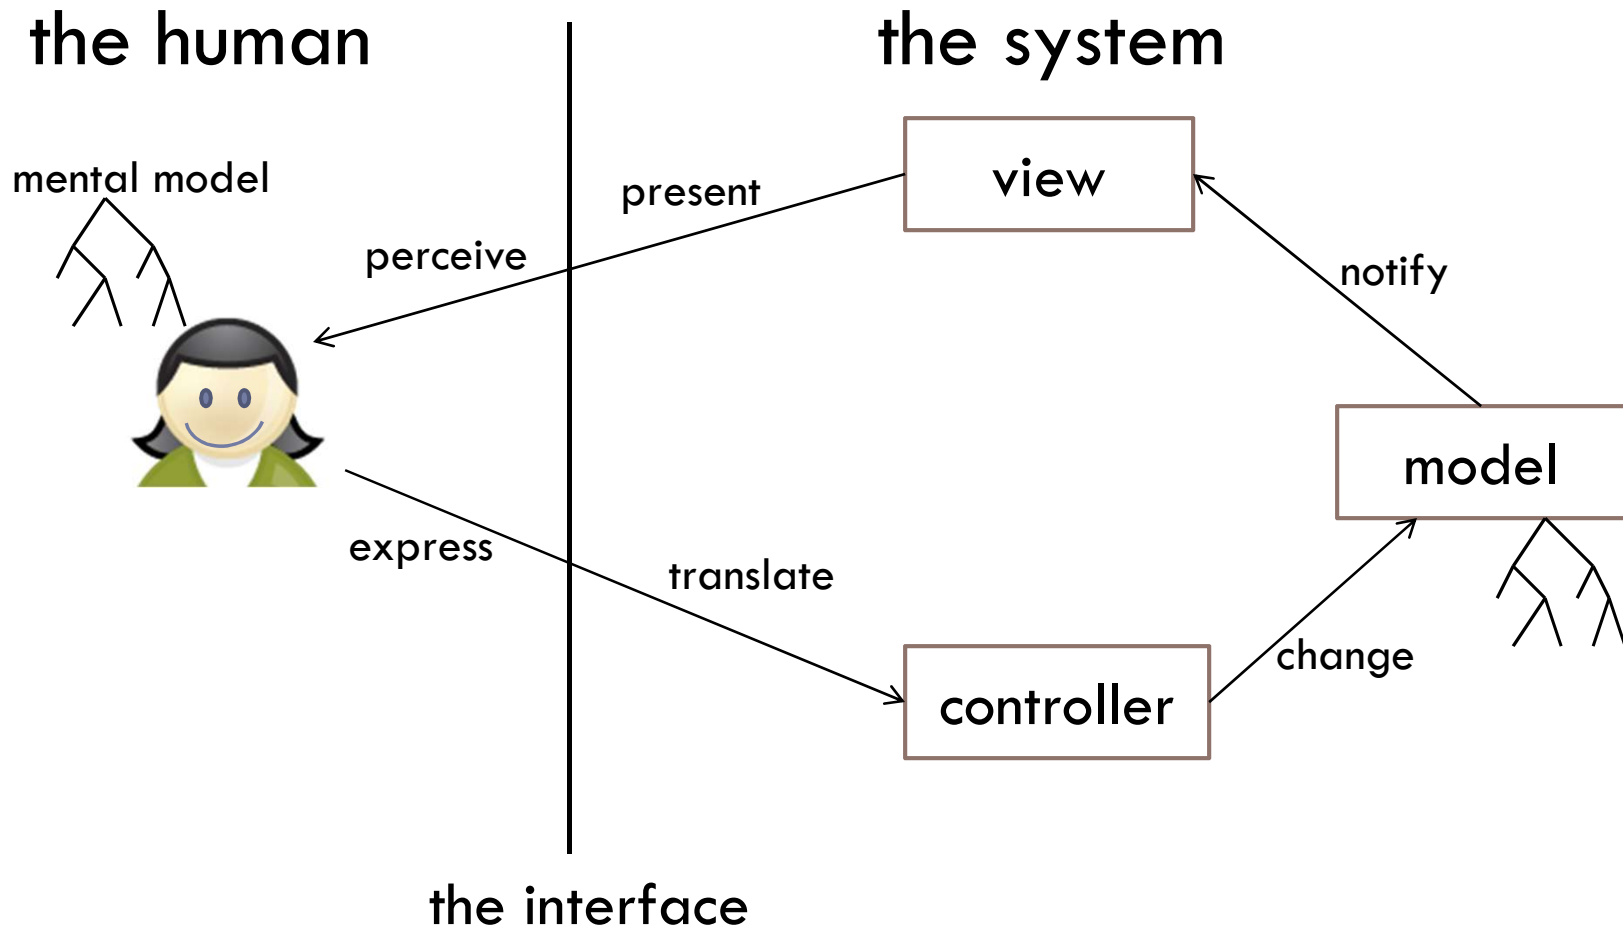 the human
the system
mental model
view
present
perceive
notify
model
express
translate
change
controller
the interface